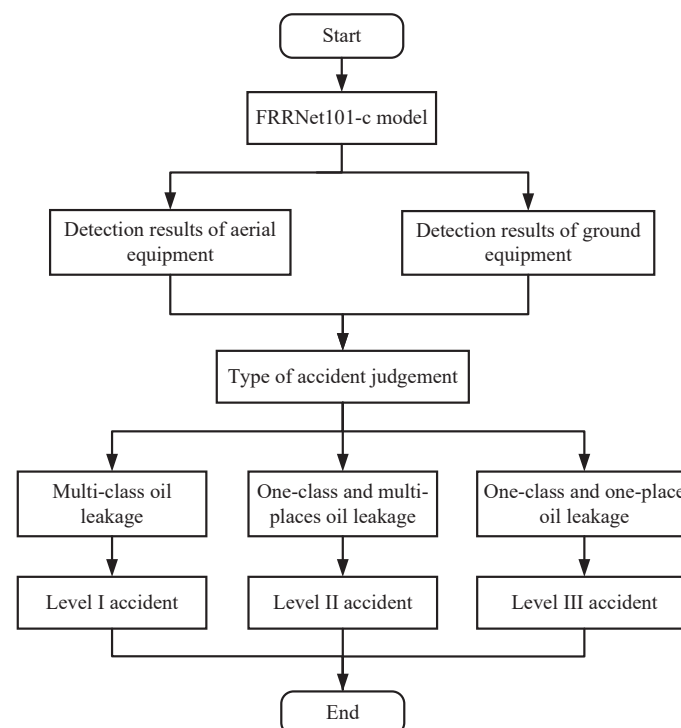 Start
FRRNet101-c model
Detection results of aerial
equipment
Detection results of ground
equipment
Type of accident judgement
Multi-class oil
leakage
One-class and multi-
places oil leakage
One-class and one-place
oil leakage
Level I accident
Level II accident
Level III accident
End